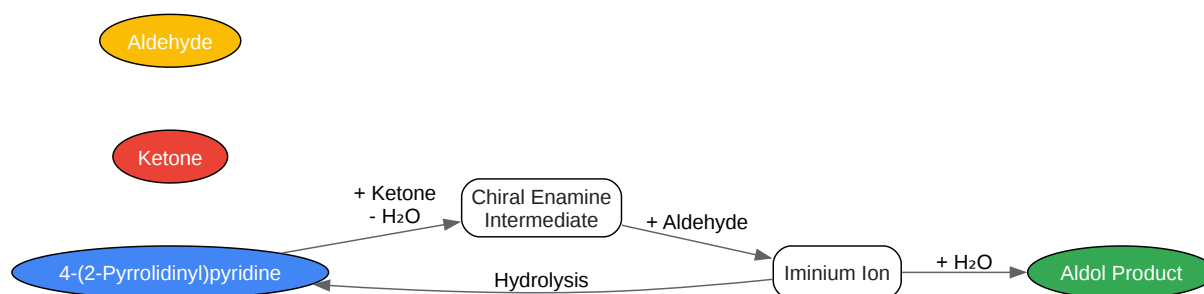 Aldehyde
Ketone
+ Ketone
- H₂O
Chiral Enamine
Intermediate
+ Aldehyde
4-(2-Pyrrolidinyl)pyridine
Hydrolysis
Iminium Ion
+ H₂O
Aldol Product